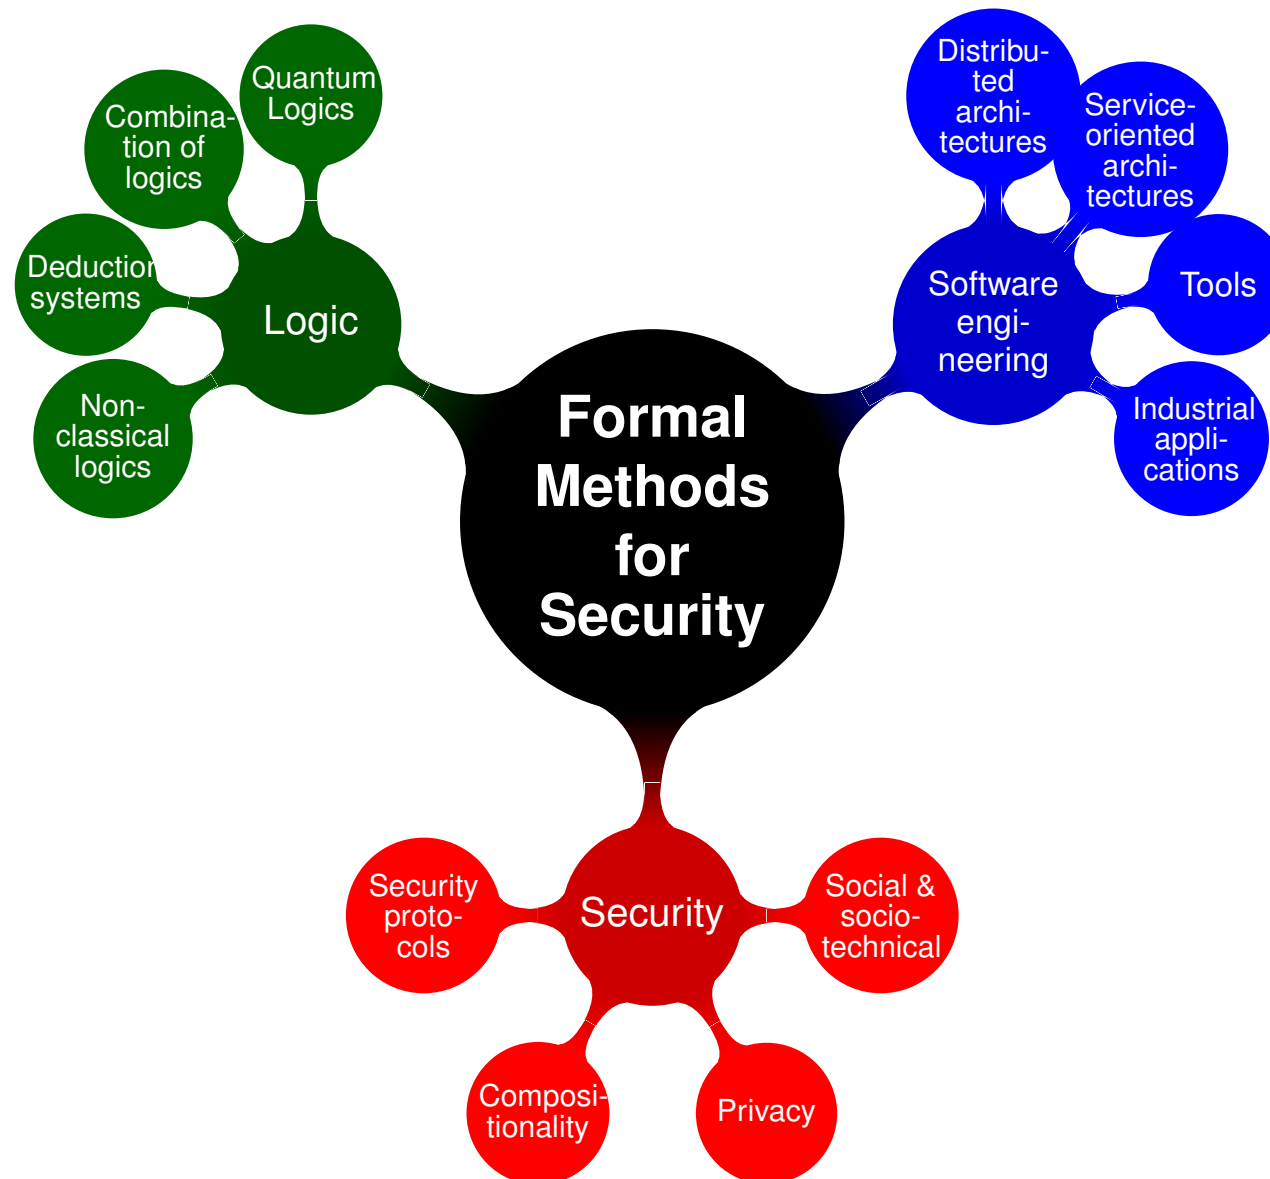 Quantum
Logics
Combina-
tion of
logics
Deduction
systems
Non-
classical
logics
Logic
Distribu-
ted
archi-
tectures
Service-
oriented
archi-
tectures
Tools
Industrial
appli-
cations
Software
engi-
neering
Formal
Methods
for
Security
Security
proto-
cols
Security
Social &
socio-
technical
Composi-
tionality
Privacy